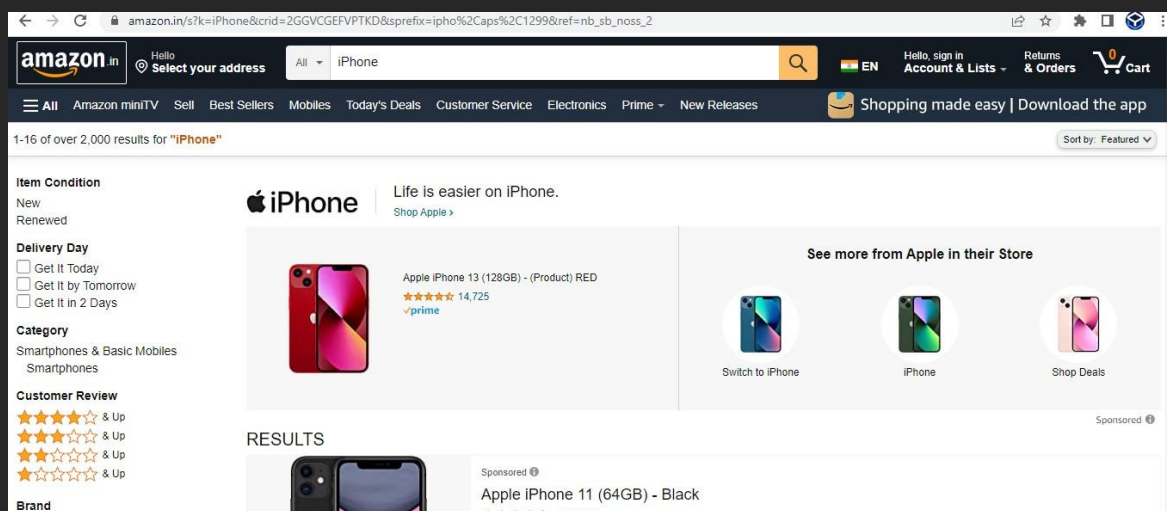 amazon.in/s?k=iPhone&crid=2GGVCGEFVPTKD&sprefix=ipho%2Caps%2C1299&ref=nb_sb_noss_2
amazon.in
Hello
Select your address
All
iPhone
EN
Hello, sign in
Account & Lists
Returns
& Orders
0
Cart
All Amazon miniTV Sell Best Sellers Mobiles Today's Deals Customer Service Electronics Prime New Releases
Shopping made easy | Download the app
1-16 of over 2,000 results for "iPhone"
Sort by: Featured
Item Condition
New
Renewed
Delivery Day
Get It Today
Get It by Tomorrow
Get It in 2 Days
Category
Smartphones & Basic Mobiles
Smartphones
Customer Review
& Up
& Up
& Up
& Up
Brand
iPhone
Life is easier on iPhone.
Shop Apple ›
Apple iPhone 13 (128GB) - (Product) RED
14,725
prime
See more from Apple in their Store
Switch to iPhone
iPhone
Shop Deals
Sponsored
RESULTS
Sponsored
Apple iPhone 11 (64GB) - Black